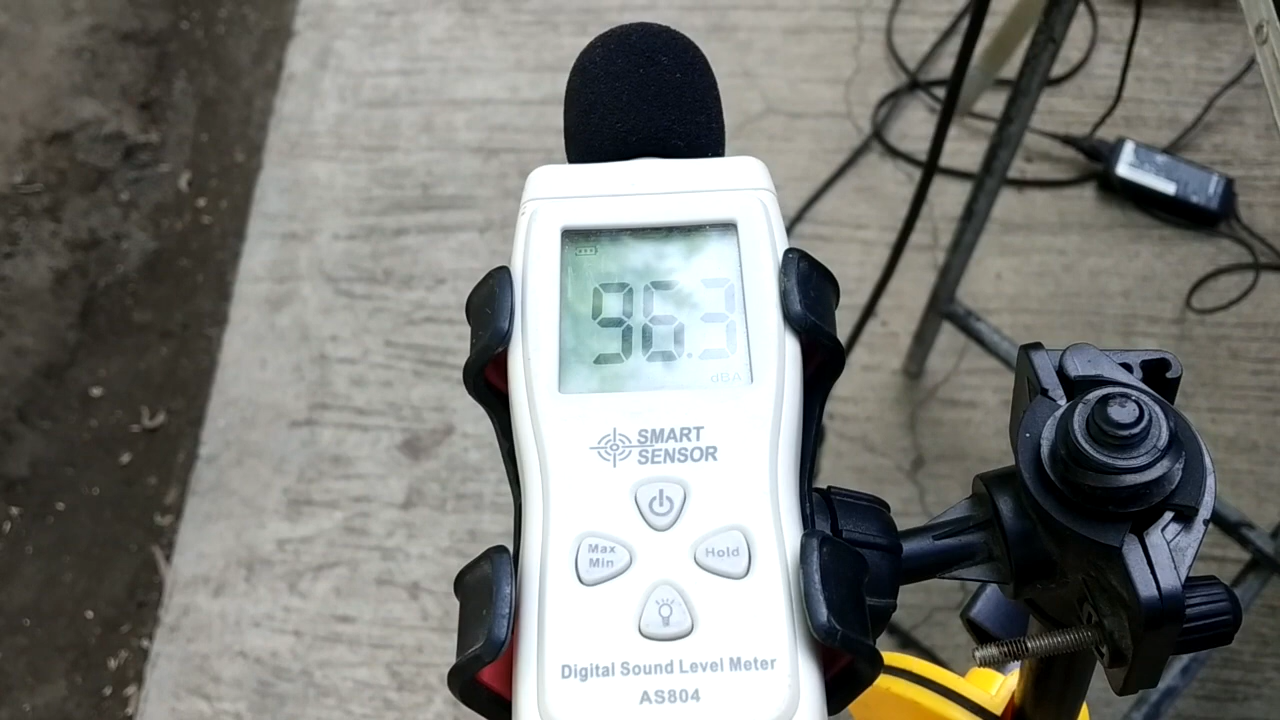 96.3
dBA
SMART
SENSOR
Max
Min
Hold
Digital Sound Level Meter
AS804